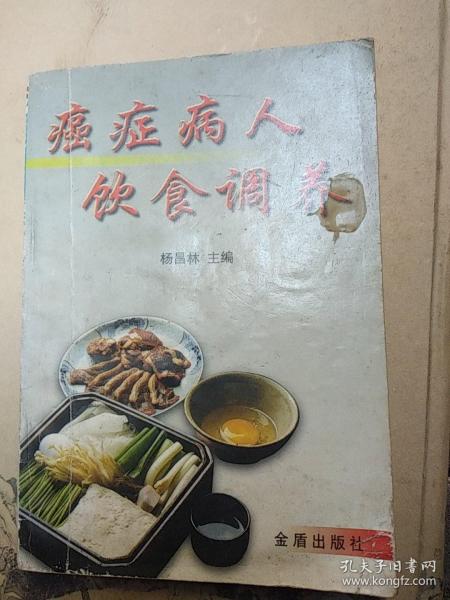 癌症病人
饮食调养
杨昌林 主编
金盾出版社
孔夫子旧书网
www.kongfz.com